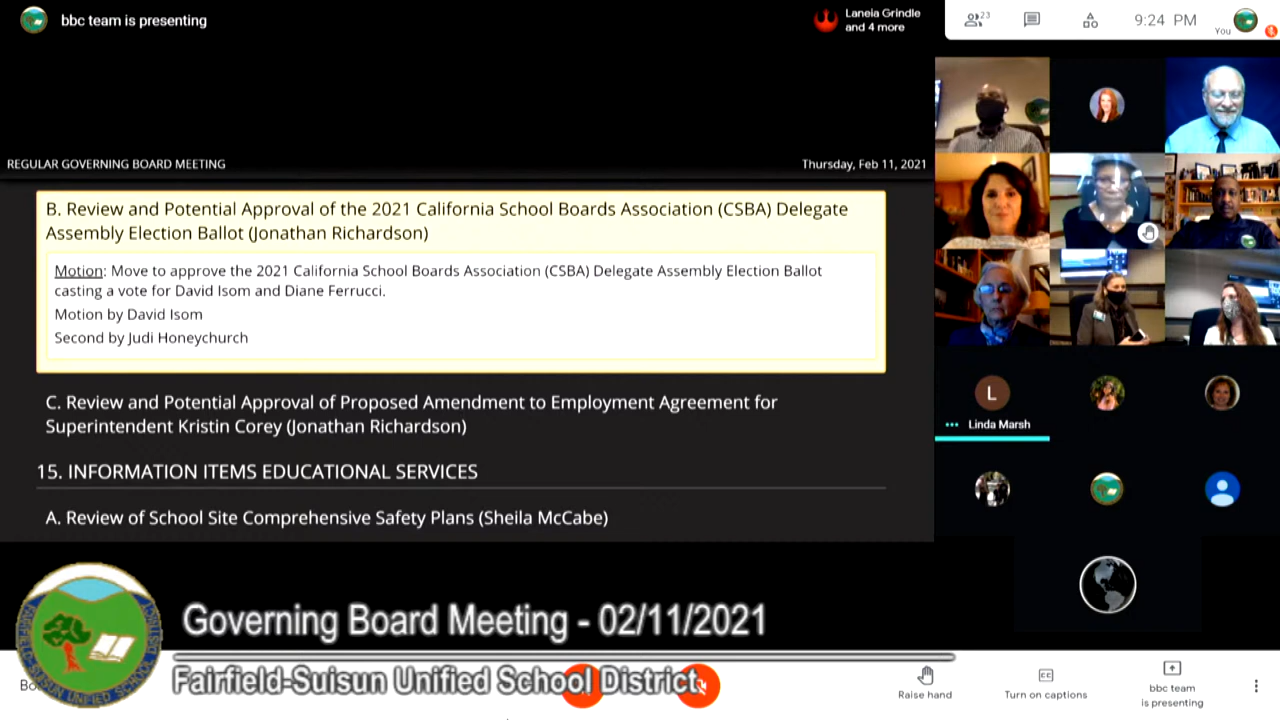 bbc team is presenting
Laneia Grindle
and 4 more
23
9:24 PM
You
REGULAR GOVERNING BOARD MEETING
Thursday, Feb 11, 2021
B. Review and Potential Approval of the 2021 California School Boards Association (CSBA) Delegate
Assembly Election Ballot (Jonathan Richardson)
Motion: Move to approve the 2021 California School Boards Association (CSBA) Delegate Assembly Election Ballot
casting a vote for David Isom and Diane Ferrucci.
Motion by David Isom
Second by Judi Honeychurch
C. Review and Potential Approval of Proposed Amendment to Employment Agreement for
Superintendent Kristin Corey (Jonathan Richardson)
15. INFORMATION ITEMS EDUCATIONAL SERVICES
A. Review of School Site Comprehensive Safety Plans (Sheila McCabe)
L
Linda Marsh
FAIRFIELD-SUISUN UNIFIED SCHOOL DISTRICT
Governing Board Meeting - 02/11/2021
Fairfield-Suisun Unified School District
Raise hand
CC
Turn on captions
bbc team
is presenting